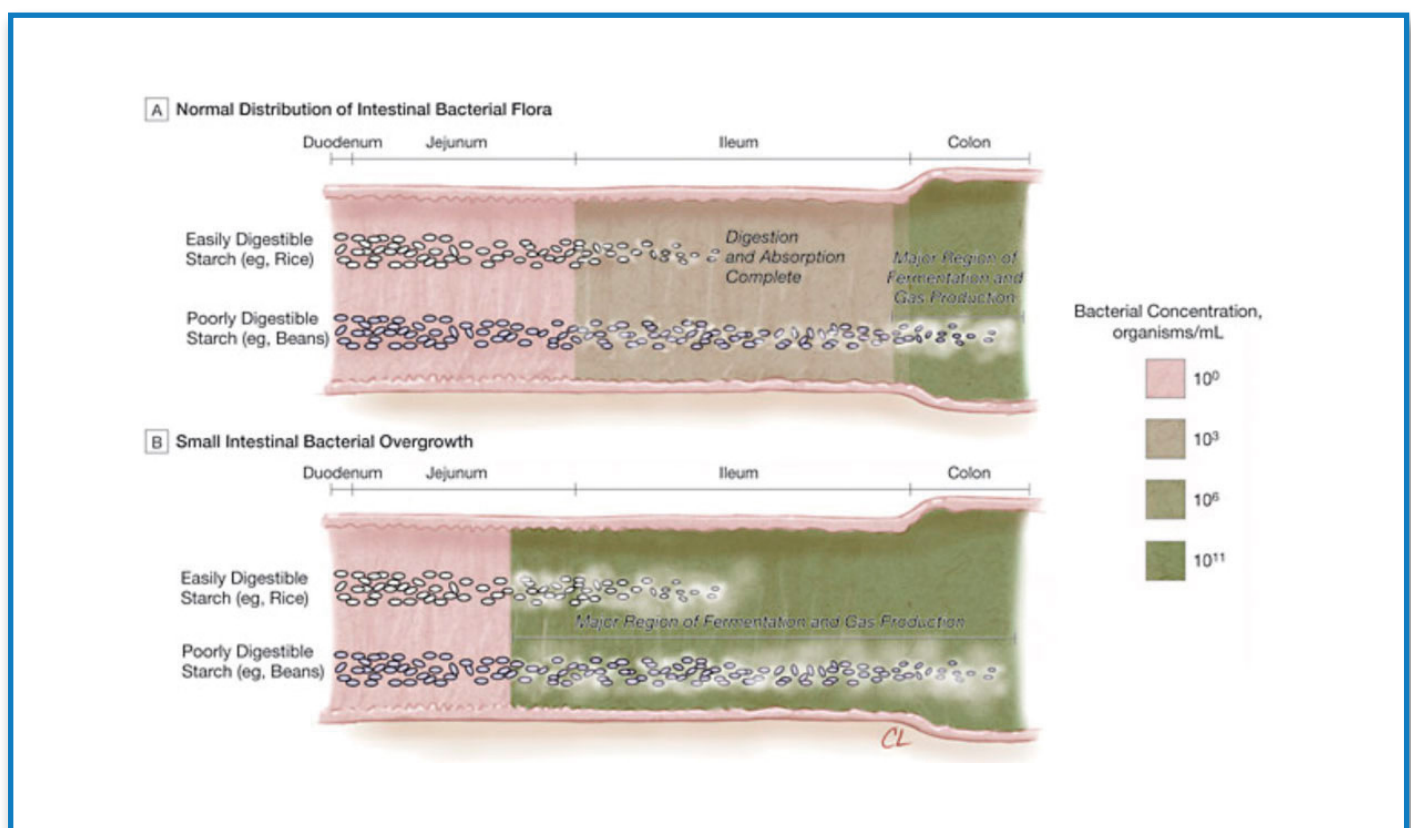 A Normal Distribution of Intestinal Bacterial Flora
Duodenum Jejunum Ileum Colon
Easily Digestible
Starch (eg, Rice)
Digestion
and Absorption
Complete
Major Region of
Fermentation and
Gas Production
Poorly Digestible
Starch (eg, Beans)
Bacterial Concentration,
organisms/mL
10⁰
10³
10⁶
10¹¹
B Small Intestinal Bacterial Overgrowth
Duodenum Jejunum Ileum Colon
Easily Digestible
Starch (eg, Rice)
Major Region of Fermentation and Gas Production
Poorly Digestible
Starch (eg, Beans)
CL